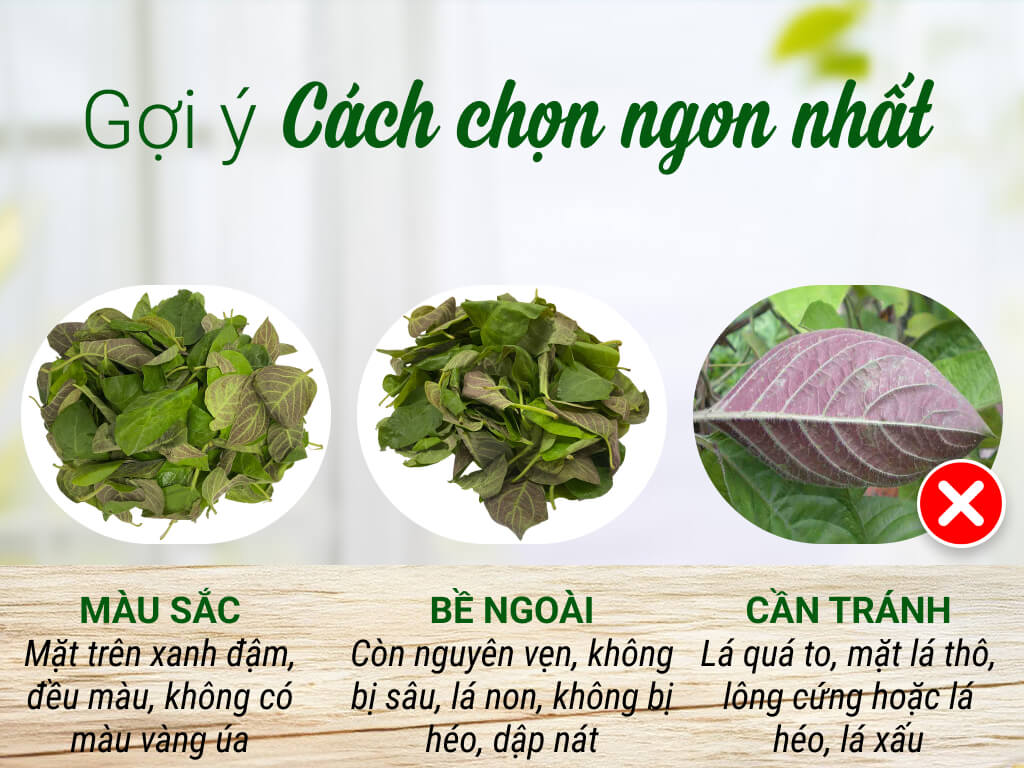 Gợi ý Cách chọn ngon nhất
MÀU SẮC
Mặt trên xanh đậm,
đều màu, không có
màu vàng úa
BỀ NGOÀI
Còn nguyên vẹn, không
bị sâu, lá non, không bị
héo, dập nát
CẦN TRÁNH
Lá quá to, mặt lá thô,
lông cứng hoặc lá
héo, lá xấu